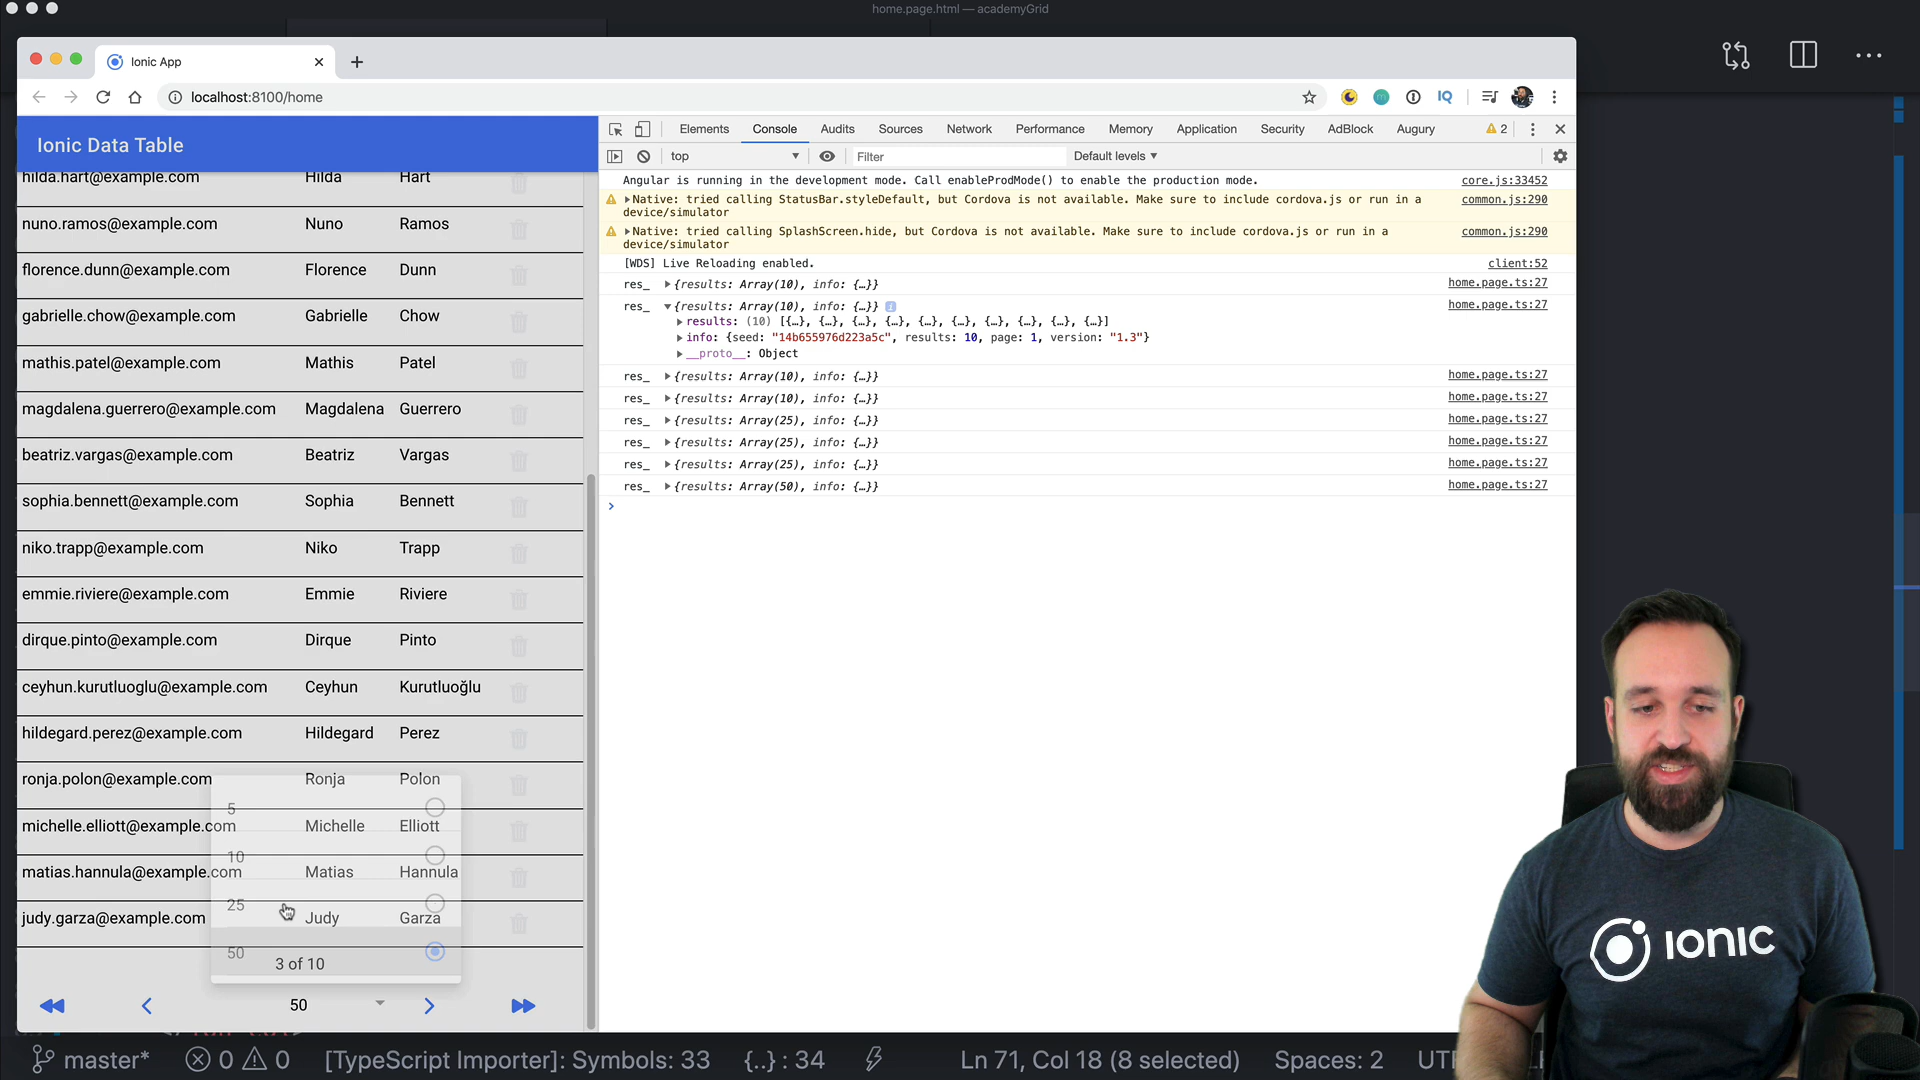 home.page.html — academyGrid
Ionic App
localhost:8100/home
IQ
Ionic Data Table
Elements Console Audits Sources Network Performance Memory Application Security Lighthouse AdBlock Augury 2
top Filter Default levels
hilda.hart@example.com Hilda Hart
nuno.ramos@example.com Nuno Ramos
florence.dunn@example.com Florence Dunn
gabrielle.chow@example.com Gabrielle Chow
mathis.patel@example.com Mathis Patel
magdalena.guerrero@example.com Magdalena Guerrero
beatriz.vargas@example.com Beatriz Vargas
sophia.bennett@example.com Sophia Bennett
niko.trapp@example.com Niko Trapp
emmie.riviere@example.com Emmie Riviere
dirque.pinto@example.com Dirque Pinto
ceyhun.kurutluoglu@example.com Ceyhun Kurutluoğlu
hildegard.perez@example.com Hildegard Perez
ronja.polon@example.com Ronja Polon
5
michelle.elliott@example.com Michelle Elliott
10
matias.hannula@example.com Matias Hannula
25
judy.garza@example.com Judy Garza
50
3 of 10
50
Angular is running in the development mode. Call enableProdMode() to enable the production mode. core.js:33452
Native: tried calling StatusBar.styleDefault, but Cordova is not available. Make sure to include cordova.js or run in a common.js:290
device/simulator
Native: tried calling SplashScreen.hide, but Cordova is not available. Make sure to include cordova.js or run in a common.js:290
device/simulator
[WDS] Live Reloading enabled. client:52
res_ {results: Array(10), info: {…}} home.page.ts:27
res_ {results: Array(10), info: {…}} home.page.ts:27
results: (10) [{…}, {…}, {…}, {…}, {…}, {…}, {…}, {…}, {…}, {…}]
info: {seed: "14b655976d223a5c", results: 10, page: 1, version: "1.3"}
__proto__: Object
res_ {results: Array(10), info: {…}} home.page.ts:27
res_ {results: Array(10), info: {…}} home.page.ts:27
res_ {results: Array(25), info: {…}} home.page.ts:27
res_ {results: Array(25), info: {…}} home.page.ts:27
res_ {results: Array(25), info: {…}} home.page.ts:27
res_ {results: Array(50), info: {…}} home.page.ts:27
IONIC
master* 0 0 [TypeScript Importer]: Symbols: 33 {..} : 34 Ln 71, Col 18 (8 selected) Spaces: 2